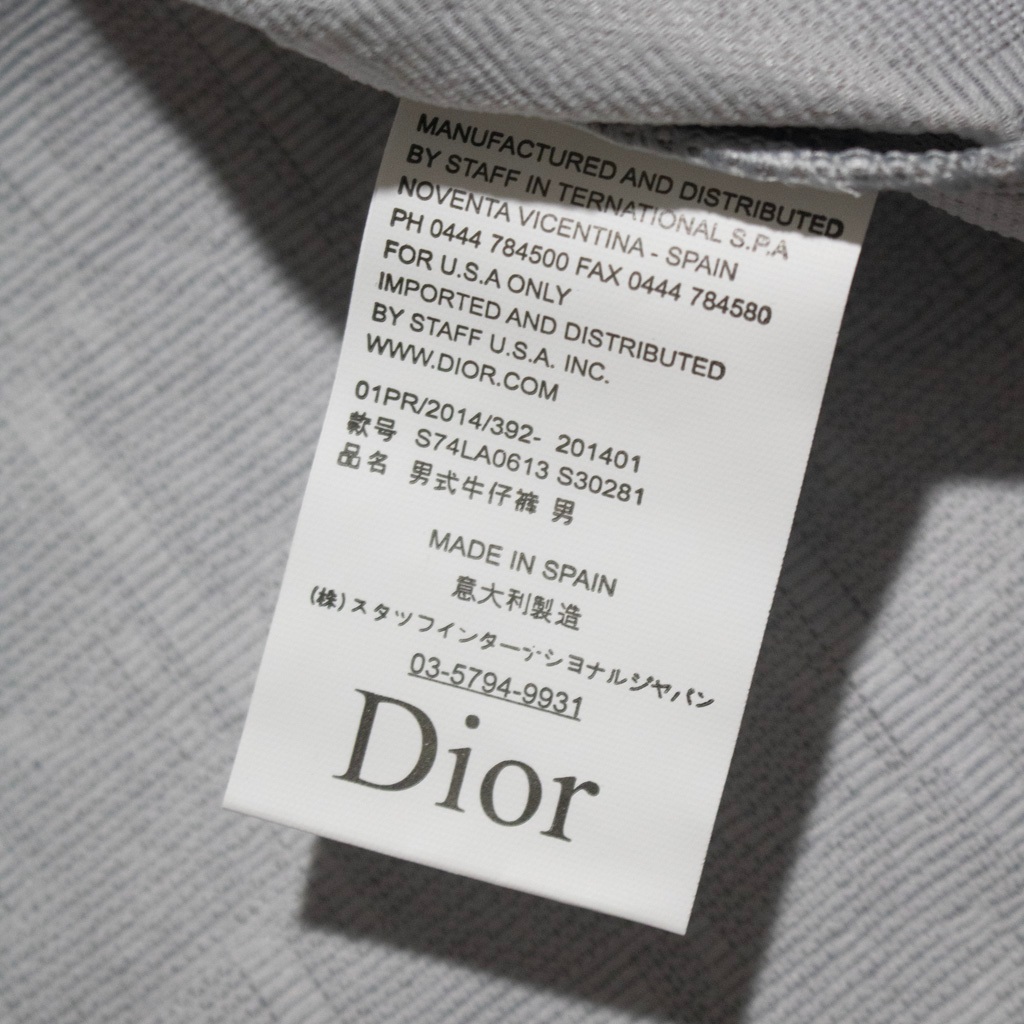 MANUFACTURED AND DISTRIBUTED
BY STAFF IN TERNATIONAL S.P.A
NOVENTA VICENTINA - SPAIN
PH 0444 784500 FAX 0444 784580
FOR U.S.A ONLY
IMPORTED AND DISTRIBUTED
BY STAFF U.S.A. INC.
WWW.DIOR.COM
01PR/2014/392- 201401
款号 S74LA0613 S30281
品名 男式牛仔裤 男
MADE IN SPAIN
意大利製造
(株)スタッフインターナショナルジャパン
03-5794-9931
Dior